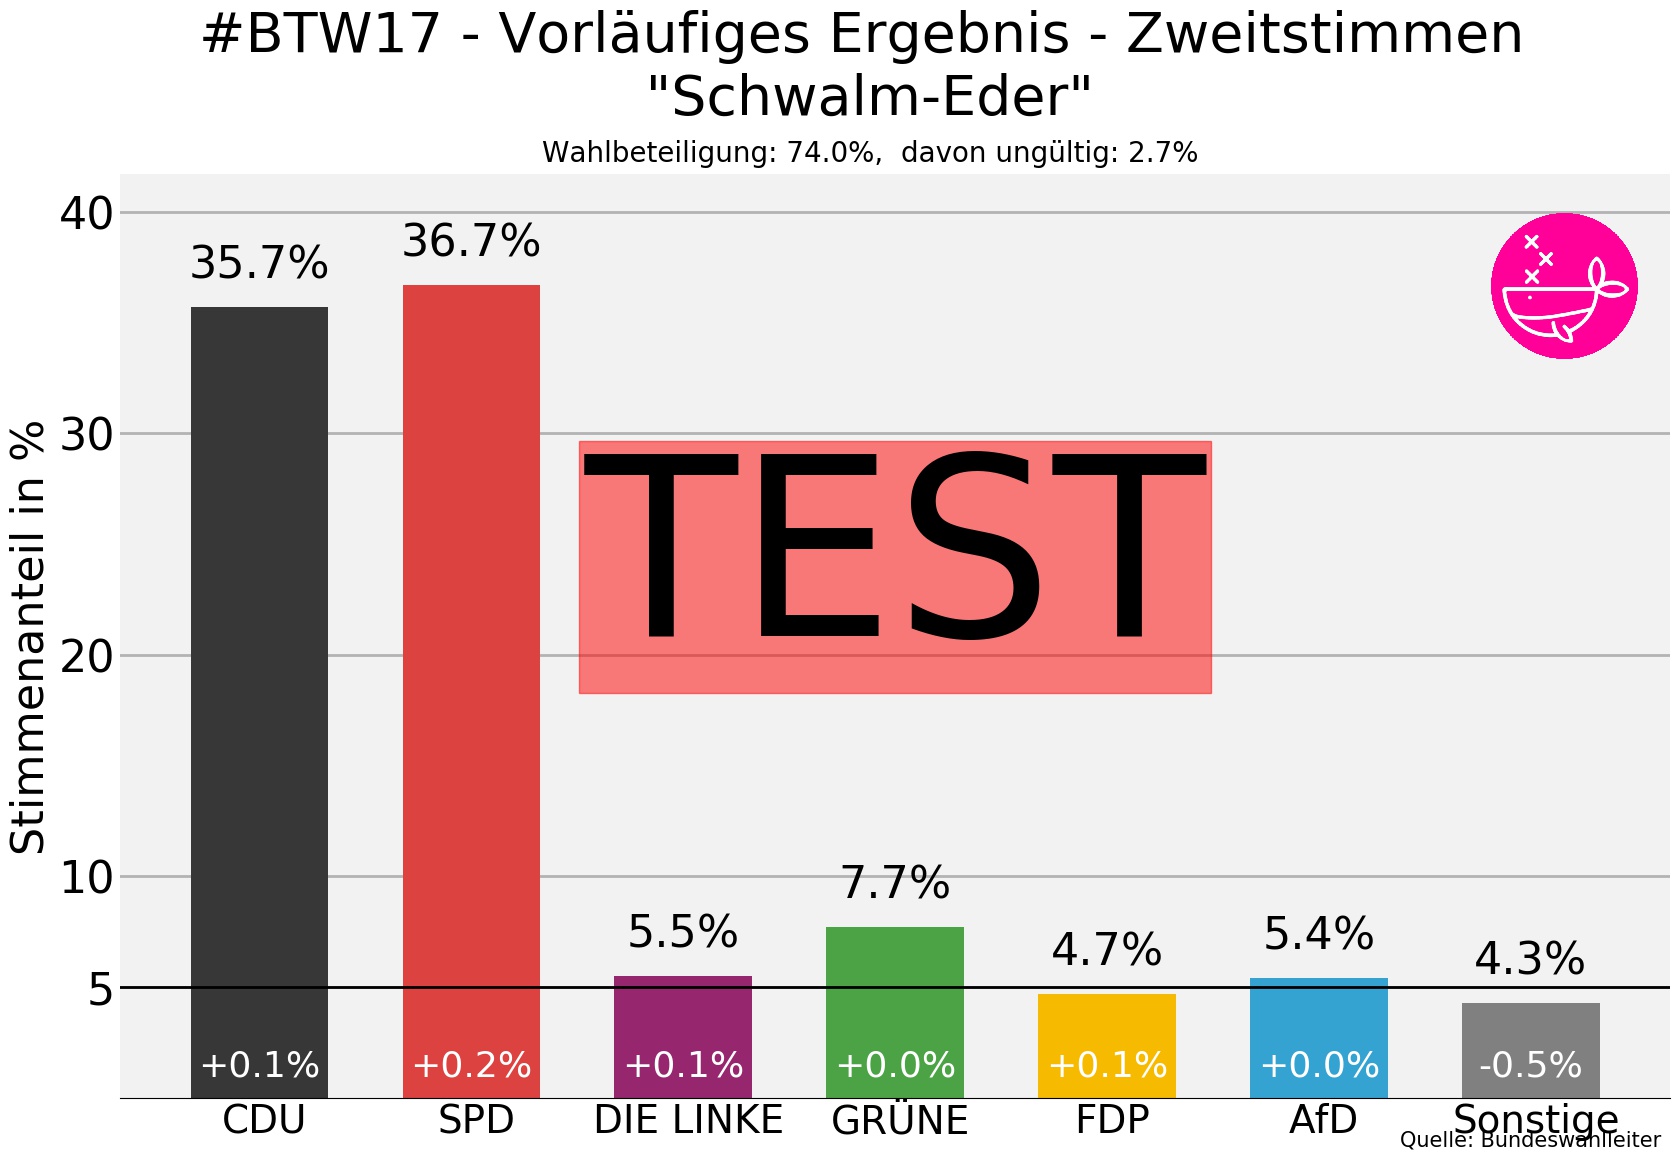 #BTW17 - Vorläufiges Ergebnis - Zweitstimmen
"Schwalm-Eder"
Wahlbeteiligung: 74.0%, davon ungültig: 2.7%
Stimmenanteil in %
40
30
20
10
5
35.7%
36.7%
5.5%
7.7%
4.7%
5.4%
4.3%
TEST
+0.1%
+0.2%
+0.1%
+0.0%
+0.1%
+0.0%
-0.5%
CDU
SPD
DIE LINKE
GRÜNE
FDP
AfD
Sonstige
Quelle: Bundeswahlleiter